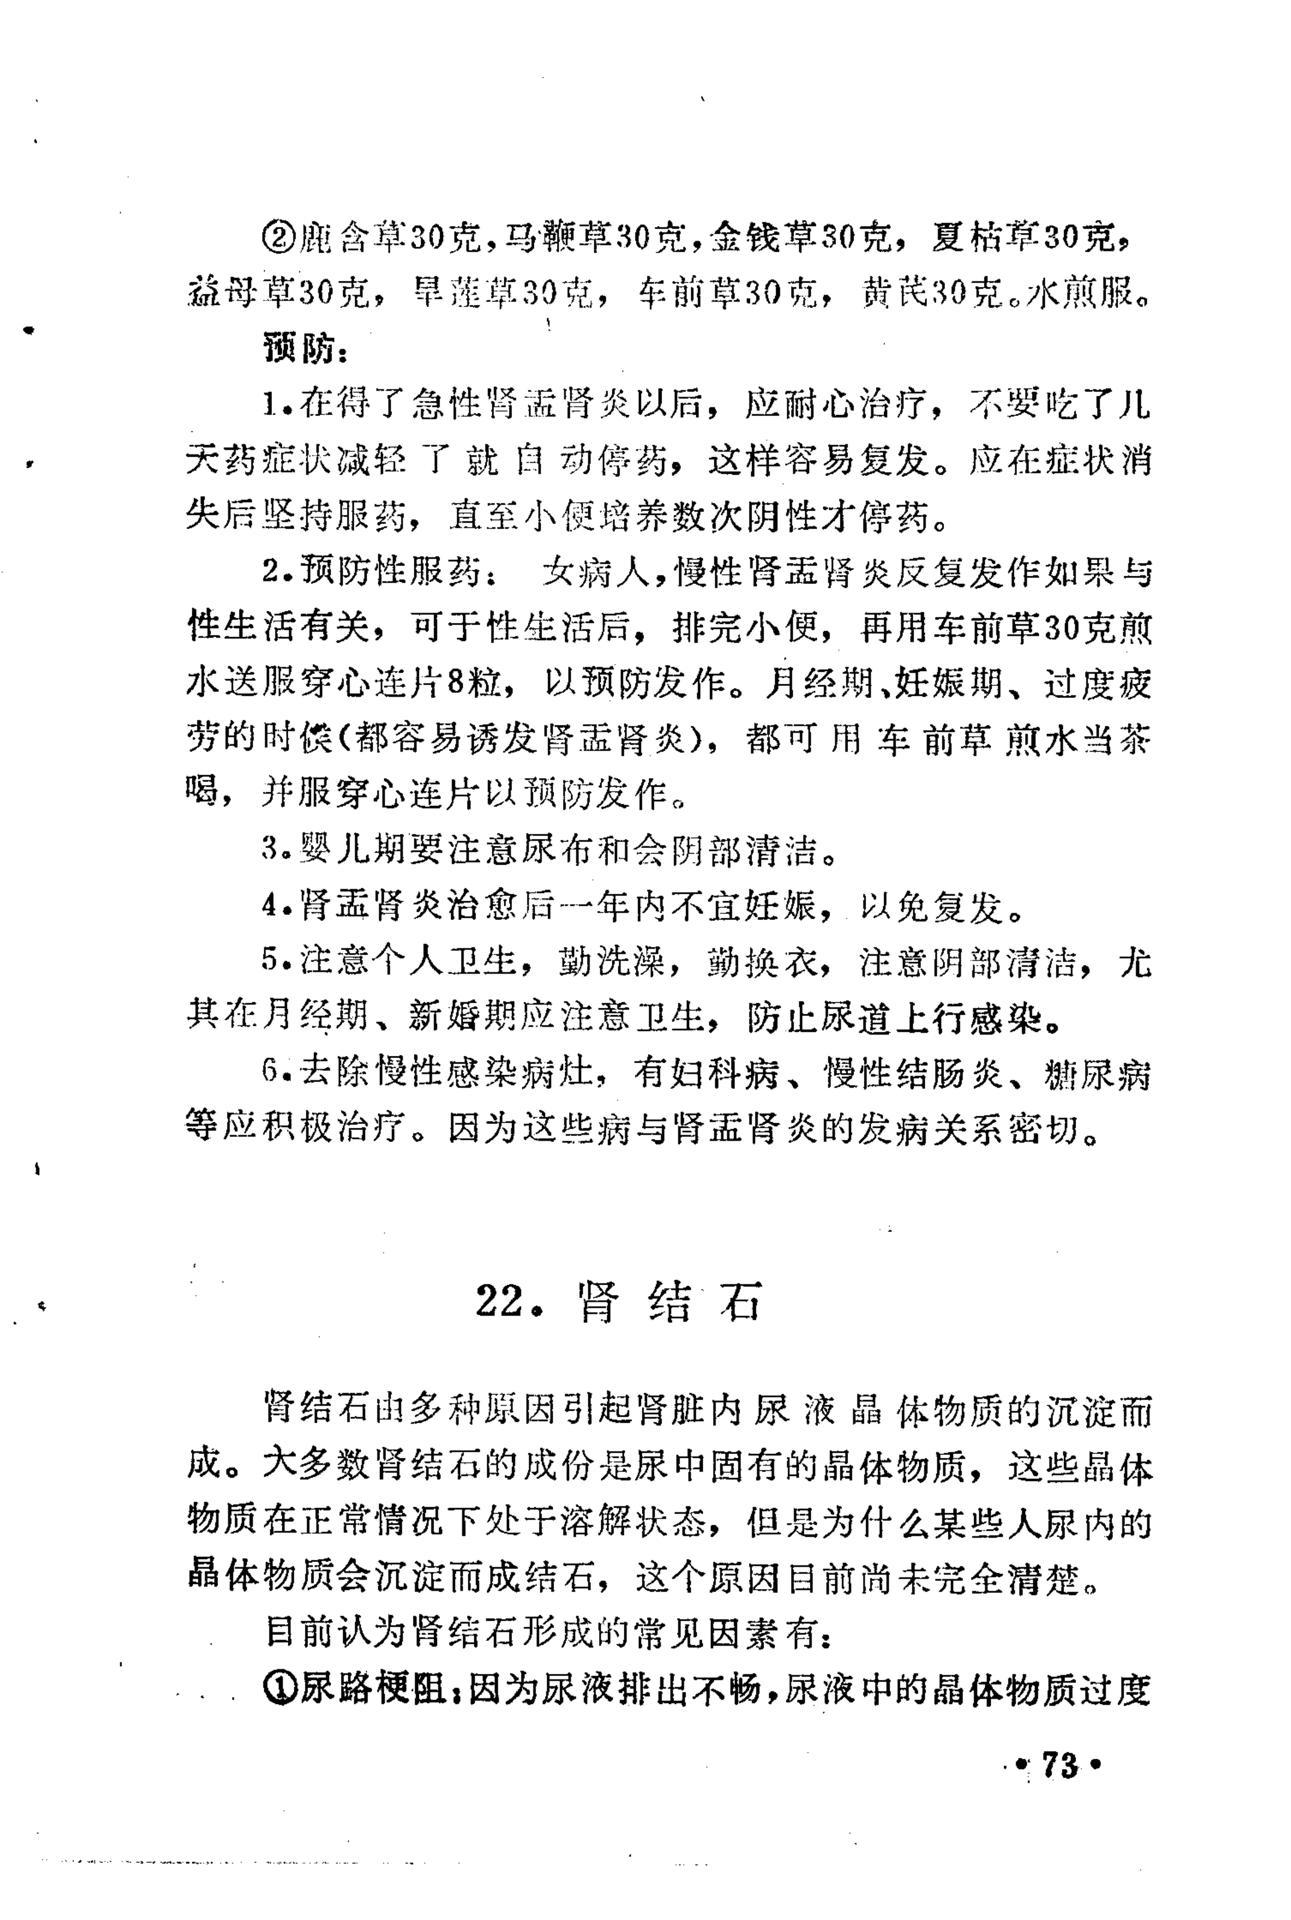 ②鹿含草30克，马鞭草30克，金钱草30克，夏枯草30克，
益母草30克，旱莲草30克，车前草30克，黄芪30克。水煎服。
预防：
1.在得了急性肾盂肾炎以后，应耐心治疗，不要吃了几
天药症状减轻了就自动停药，这样容易复发。应在症状消
失后坚持服药，直至小便培养数次阴性才停药。
2.预防性服药：女病人，慢性肾盂肾炎反复发作如果与
性生活有关，可于性生活后，排完小便，再用车前草30克煎
水送服穿心连片8粒，以预防发作。月经期、妊娠期、过度疲
劳的时候(都容易诱发肾盂肾炎)，都可用车前草煎水当茶
喝，并服穿心连片以预防发作。
3.婴儿期要注意尿布和会阴部清洁。
4.肾盂肾炎治愈后一年内不宜妊娠，以免复发。
5.注意个人卫生，勤洗澡，勤换衣，注意阴部清洁，尤
其在月经期、新婚期应注意卫生，防止尿道上行感染。
6.去除慢性感染病灶，有妇科病、慢性结肠炎、糖尿病
等应积极治疗。因为这些病与肾盂肾炎的发病关系密切。
22.肾结石
肾结石由多种原因引起肾脏内尿液晶体物质的沉淀而
成。大多数肾结石的成份是尿中固有的晶体物质，这些晶体
物质在正常情况下处于溶解状态，但是为什么某些人尿内的
晶体物质会沉淀而成结石，这个原因目前尚未完全清楚。
目前认为肾结石形成的常见因素有：
①尿路梗阻：因为尿液排出不畅，尿液中的晶体物质过度
•73•